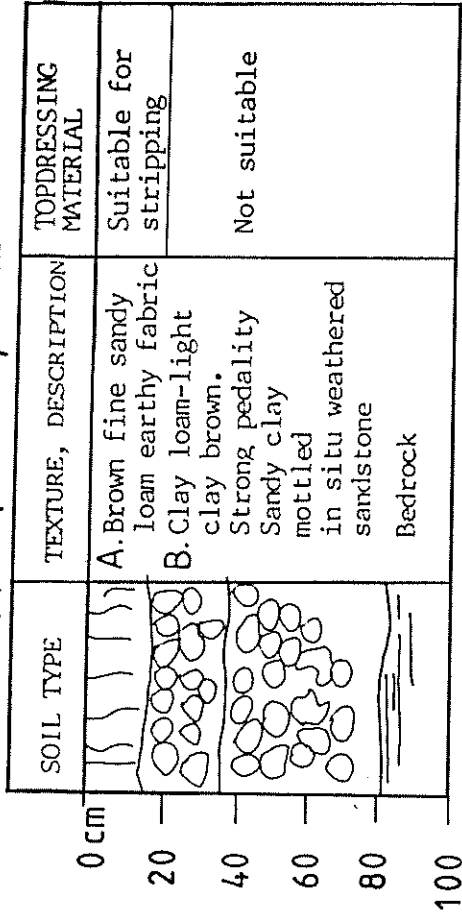 SOIL TYPE
TEXTURE, DESCRIPTION
TOPDRESSING
MATERIAL
0 cm
20
40
60
80
100
A. Brown fine sandy
loam earthy fabric
B. Clay loam-light
clay brown.
Strong pedality
Sandy clay
mottled
in situ weathered
sandstone
Bedrock
Suitable for
stripping
Not suitable